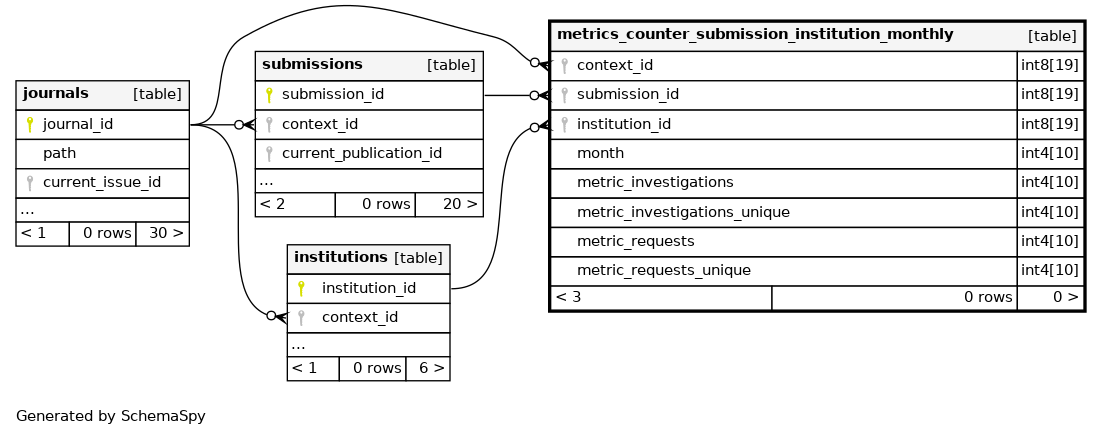 journals [table]
journal_id
path
current_issue_id
...
< 1 0 rows 30 >
submissions [table]
submission_id
context_id
current_publication_id
...
< 2 0 rows 20 >
institutions [table]
institution_id
context_id
...
< 1 0 rows 6 >
metrics_counter_submission_institution_monthly [table]
context_id int8[19]
submission_id int8[19]
institution_id int8[19]
month int4[10]
metric_investigations int4[10]
metric_investigations_unique int4[10]
metric_requests int4[10]
metric_requests_unique int4[10]
< 3 0 rows 0 >
Generated by SchemaSpy